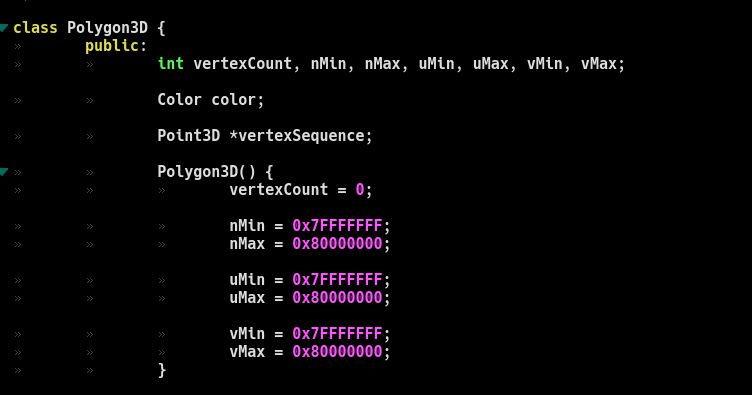 class Polygon3D {
public:
int vertexCount, nMin, nMax, uMin, uMax, vMin, vMax;
Color color;
Point3D *vertexSequence;
Polygon3D() {
vertexCount = 0;
nMin = 0x7FFFFFFF;
nMax = 0x80000000;
uMin = 0x7FFFFFFF;
uMax = 0x80000000;
vMin = 0x7FFFFFFF;
vMax = 0x80000000;
}